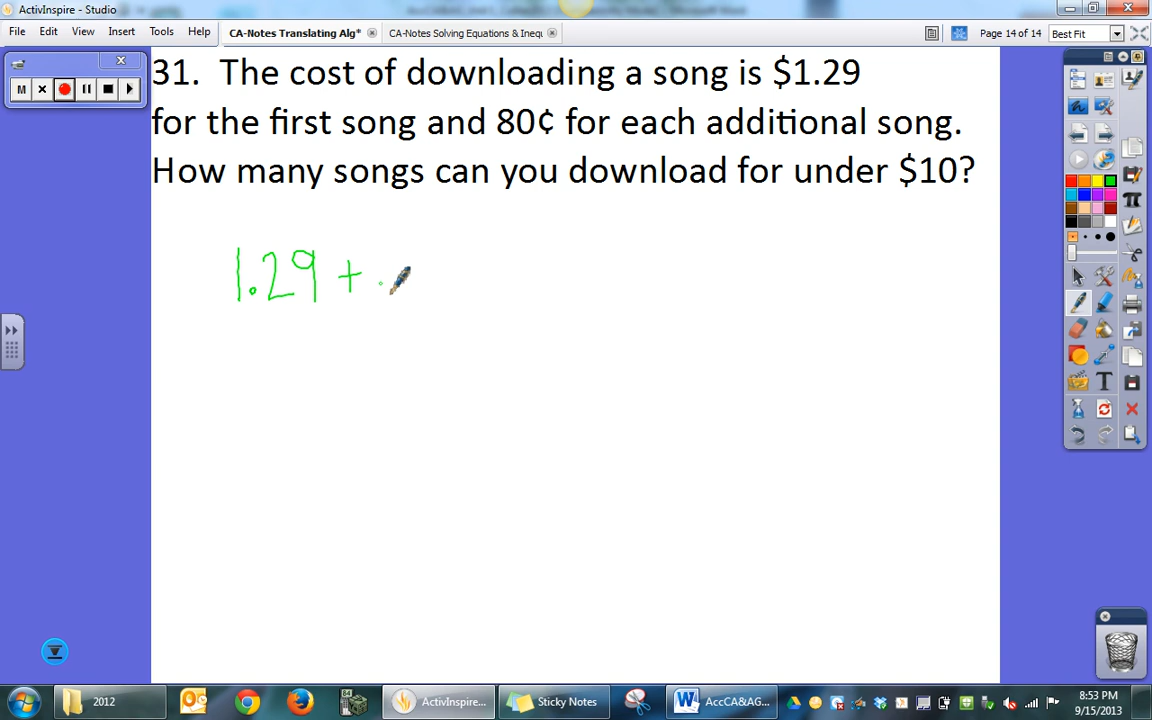 ActivInspire - Studio
File Edit View Insert Tools Help
CA-Notes Translating Alg*
CA-Notes Solving Equations & Inequ
Page 14 of 14
Best Fit
M
31. The cost of downloading a song is $1.29
for the first song and 80¢ for each additional song.
How many songs can you download for under $10?
1.29 + .
T
2012
ActivInspire...
Sticky Notes
AccCA&AG...
8:53 PM
9/15/2013